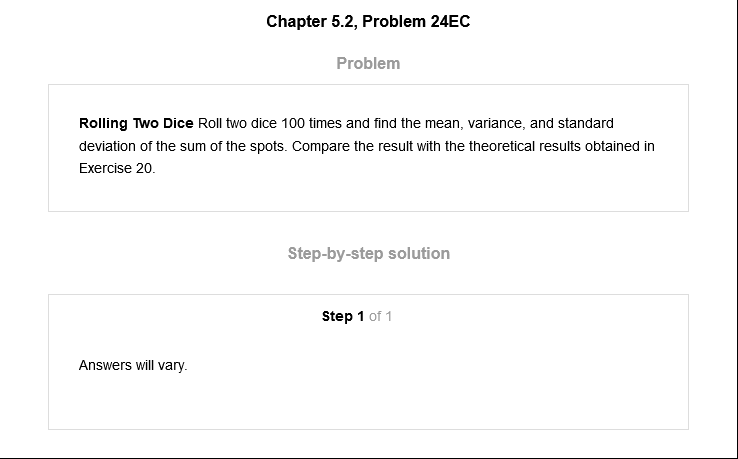 Chapter 5.2, Problem 24EC
Problem
Rolling Two Dice Roll two dice 100 times and find the mean, variance, and standard
deviation of the sum of the spots. Compare the result with the theoretical results obtained in
Exercise 20.
Step-by-step solution
Step 1 of 1
Answers will vary.